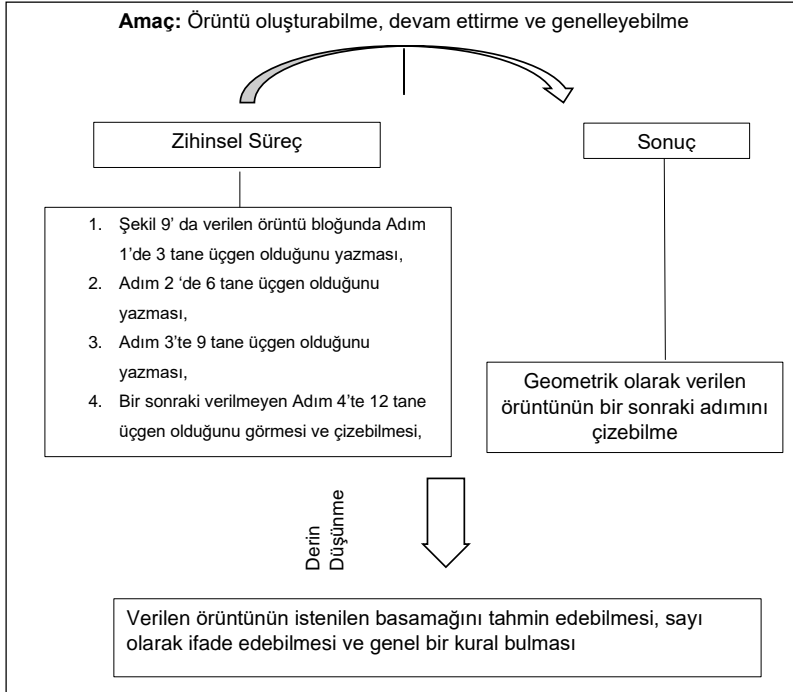 Amaç: Örüntü oluşturabilme, devam ettirme ve genelleyebilme
Zihinsel Süreç
Sonuç
1. Şekil 9’ da verilen örüntü bloğunda Adım
1’de 3 tane üçgen olduğunu yazması,
2. Adım 2 ‘de 6 tane üçgen olduğunu
yazması,
3. Adım 3’te 9 tane üçgen olduğunu
yazması,
4. Bir sonraki verilmeyen Adım 4’te 12 tane
üçgen olduğunu görmesi ve çizebilmesi,
Geometrik olarak verilen
örüntünün bir sonraki adımını
çizebilme
Derin
Düşünme
Verilen örüntünün istenilen basamağını tahmin edebilmesi, sayı
olarak ifade edebilmesi ve genel bir kural bulması